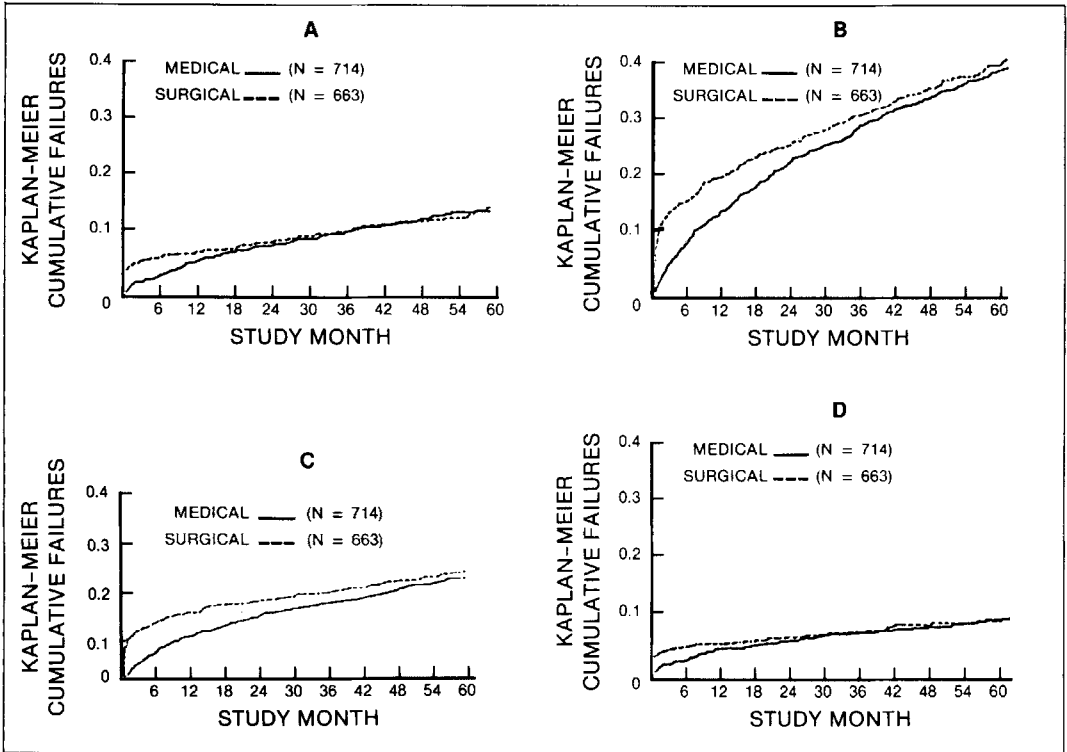 A
KAPLAN-MEIER
CUMULATIVE FAILURES
0.4
0.3
0.2
0.1
0
MEDICAL (N = 714)
SURGICAL (N = 663)
6 12 18 24 30 36 42 48 54 60
STUDY MONTH
B
KAPLAN-MEIER
CUMULATIVE FAILURES
0.4
0.3
0.2
0.1
0
MEDICAL (N = 714)
SURGICAL (N = 663)
6 12 18 24 30 36 42 48 54 60
STUDY MONTH
C
KAPLAN-MEIER
CUMULATIVE FAILURES
0.4
0.3
0.2
0.1
0
MEDICAL (N = 714)
SURGICAL (N = 663)
6 12 18 24 30 36 42 48 54 60
STUDY MONTH
D
KAPLAN-MEIER
CUMULATIVE FAILURES
0.4
0.3
0.2
0.1
0
MEDICAL (N = 714)
SURGICAL (N = 663)
6 12 18 24 30 36 42 48 54 60
STUDY MONTH